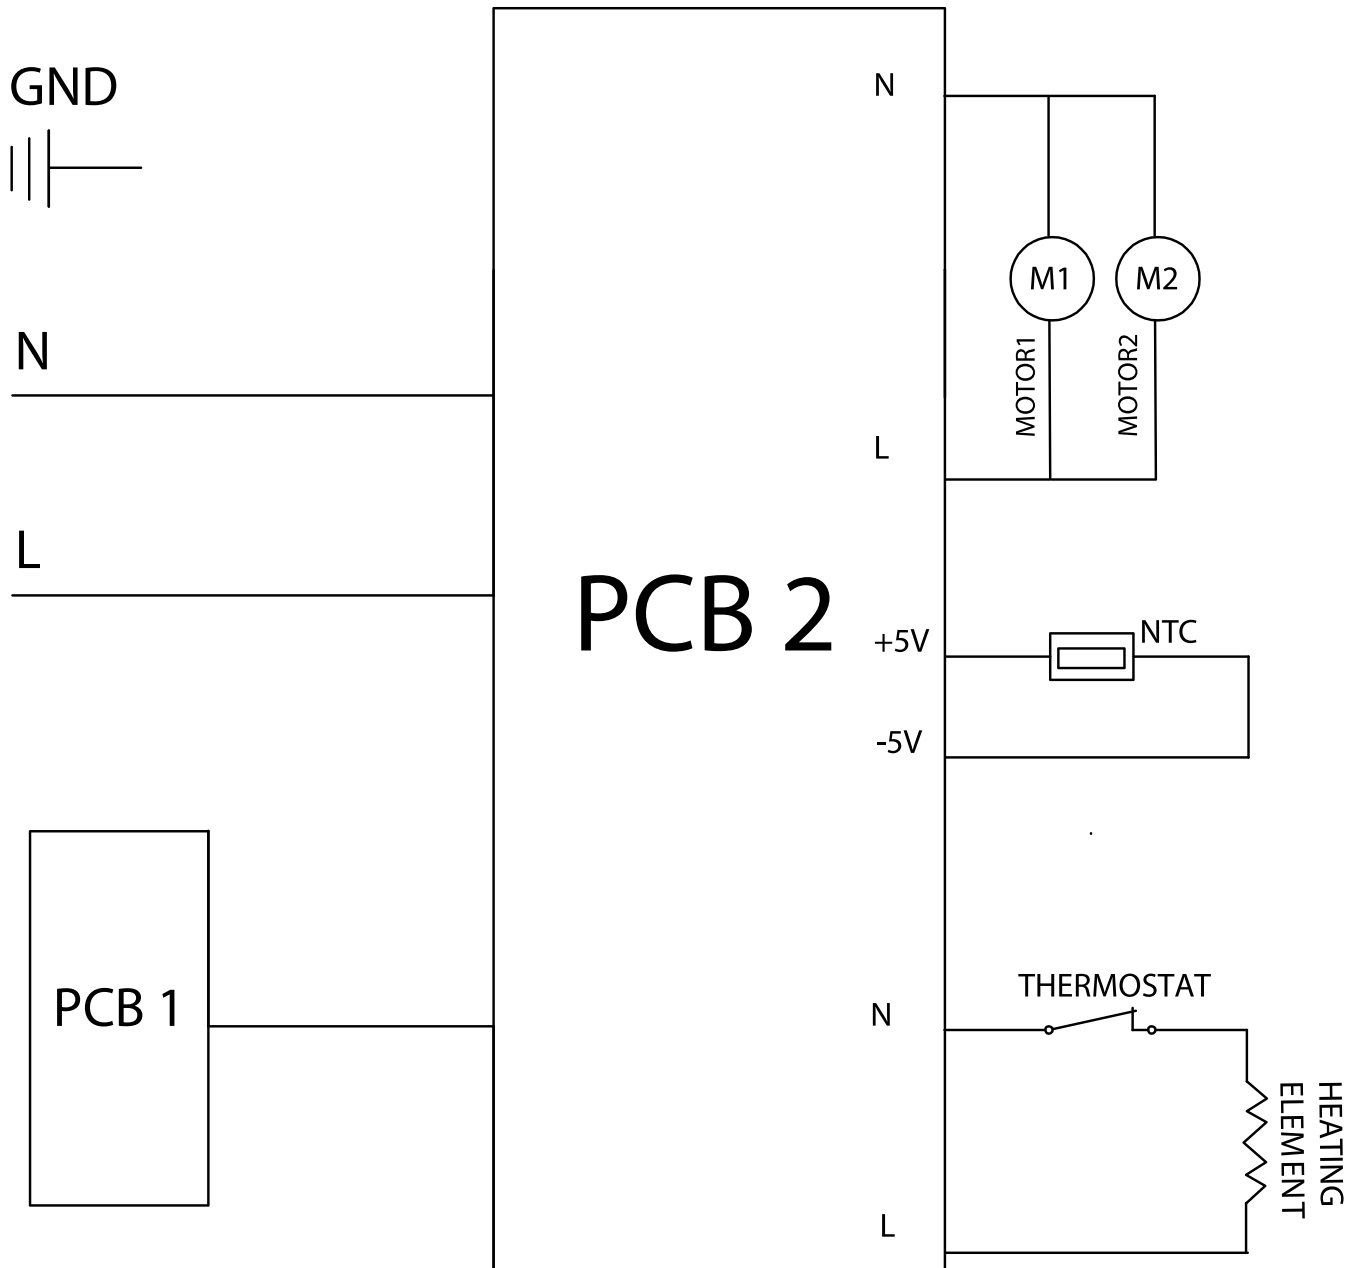 GND
N
L
PCB 1
PCB 2
N
L
+5V
-5V
N
L
M1
M2
MOTOR1
MOTOR2
NTC
THERMOSTAT
HEATING
ELEMENT